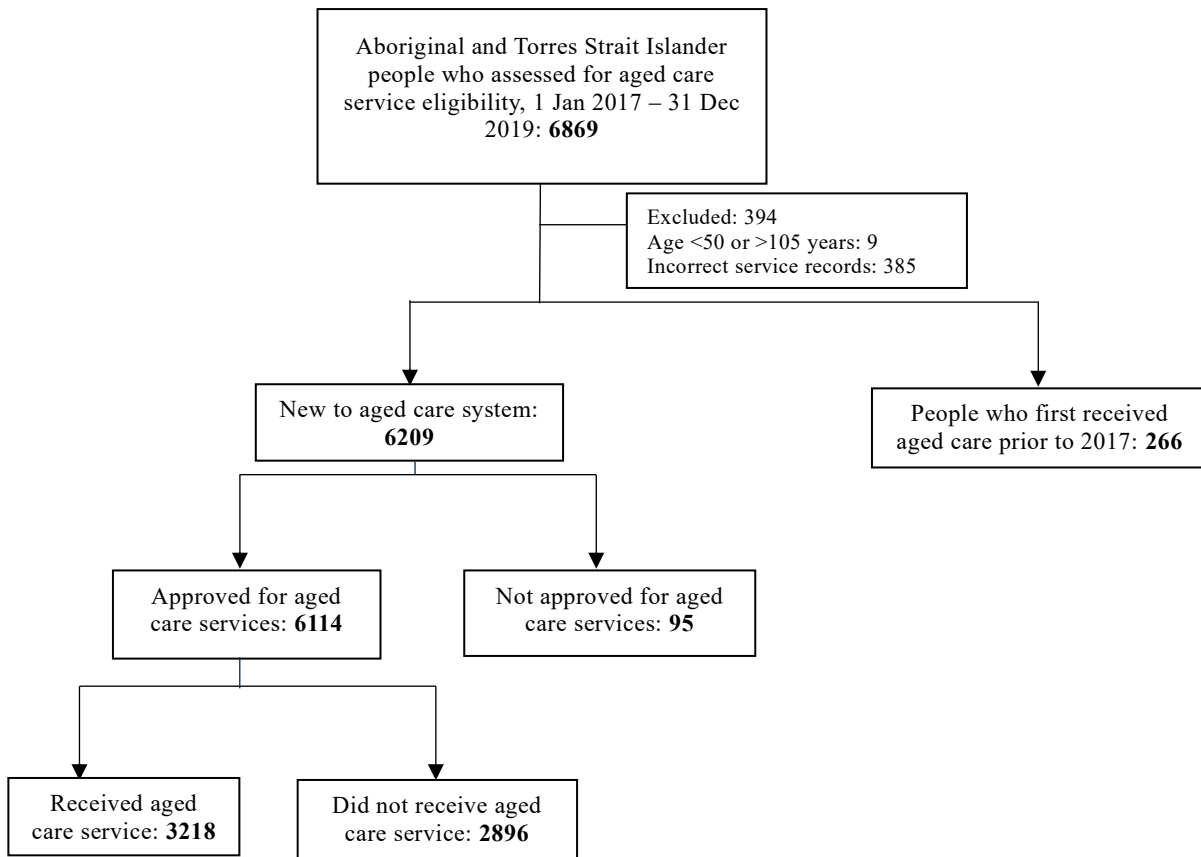 Aboriginal and Torres Strait Islander
people who assessed for aged care
service eligibility, 1 Jan 2017 – 31 Dec
2019: 6869
Excluded: 394
Age <50 or >105 years: 9
Incorrect service records: 385
New to aged care system:
6209
People who first received
aged care prior to 2017: 266
Approved for aged
care services: 6114
Not approved for aged
care services: 95
Received aged
care service: 3218
Did not receive aged
care service: 2896